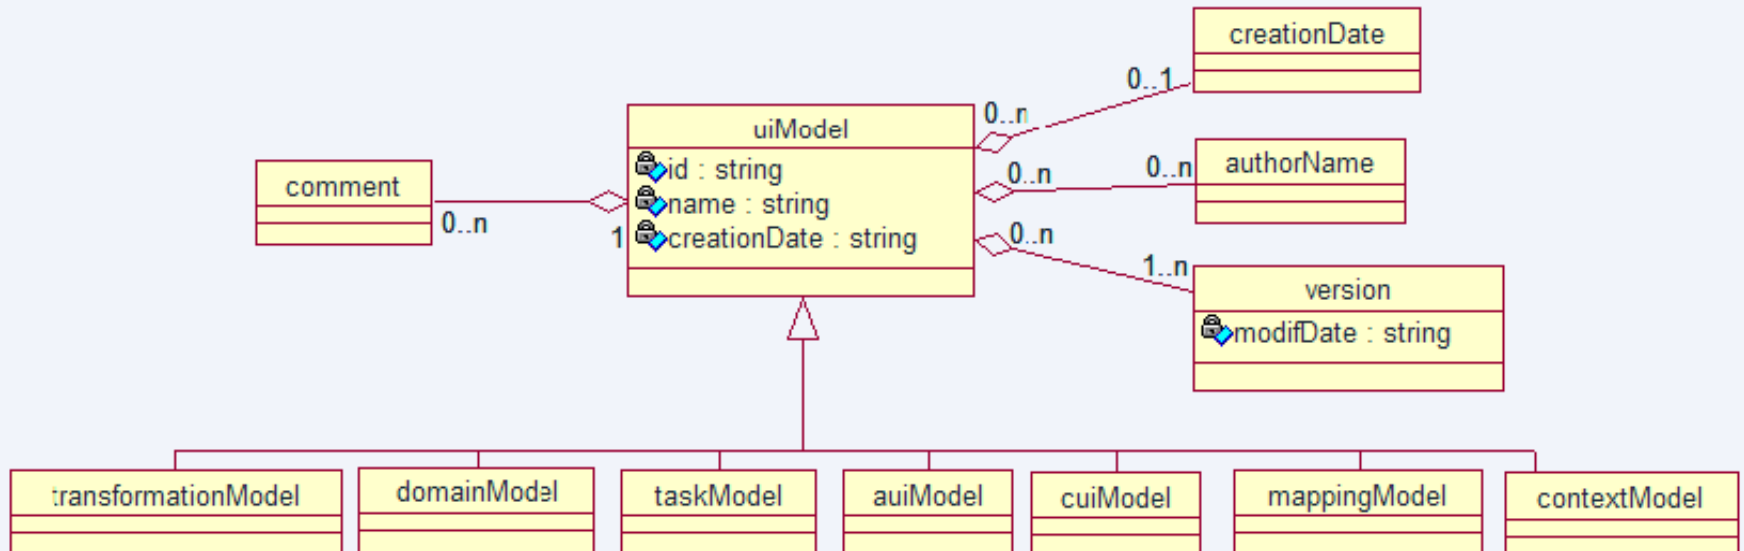 creationDate
0..1
0..n
uiModel
id : string
name : string
creationDate : string
comment
0..n
1
0..n
0..n
authorName
0..n
1..n
version
modifDate : string
transformationModel
domainModel
taskModel
auiModel
cuiModel
mappingModel
contextModel